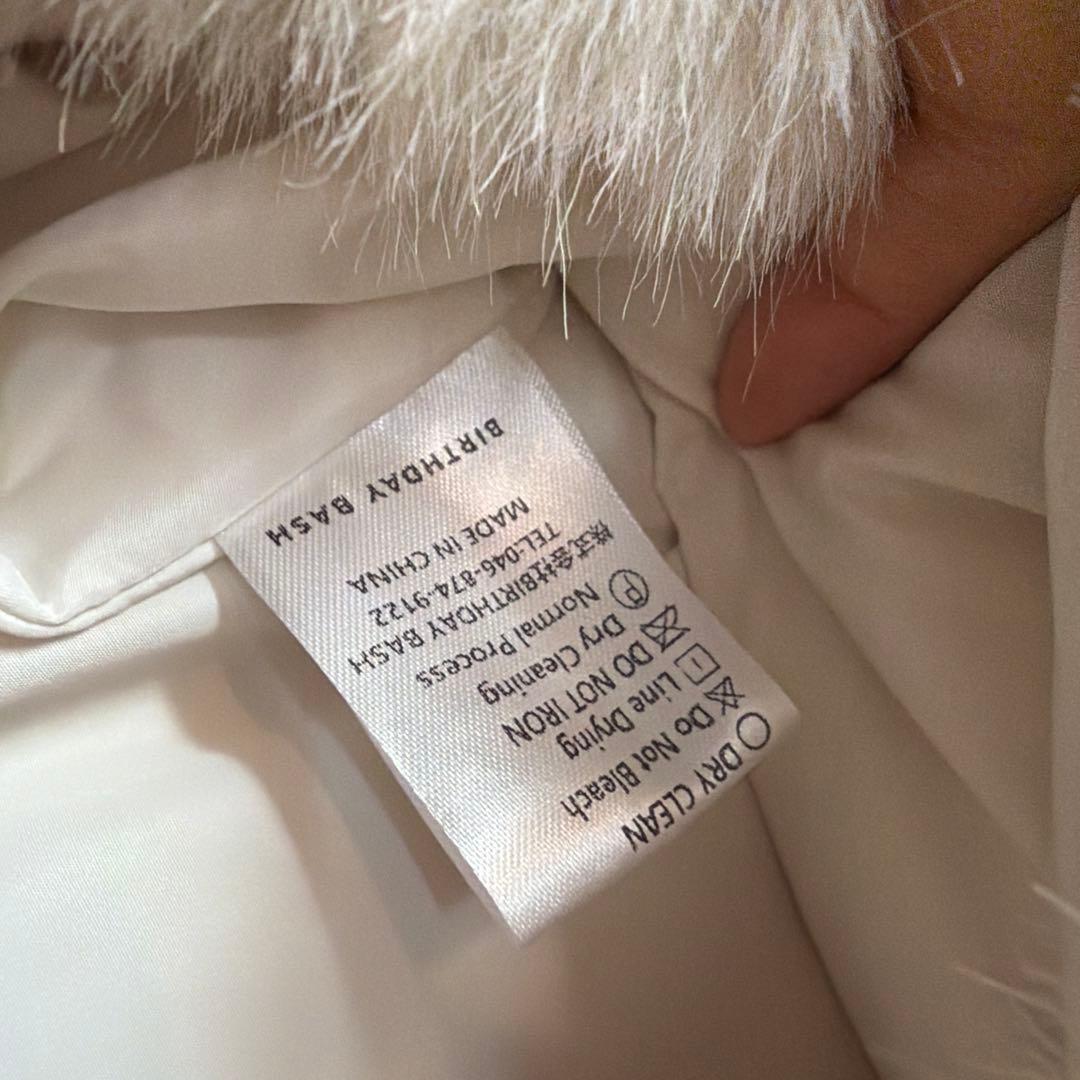 DRY CLEAN
Do Not Bleach
Line Drying
DO NOT IRON
Dry Cleaning
Normal Process
株式会社BIRTHDAY BASH
TEL-046-874-9122
MADE IN CHINA
BIRTHDAY BASH